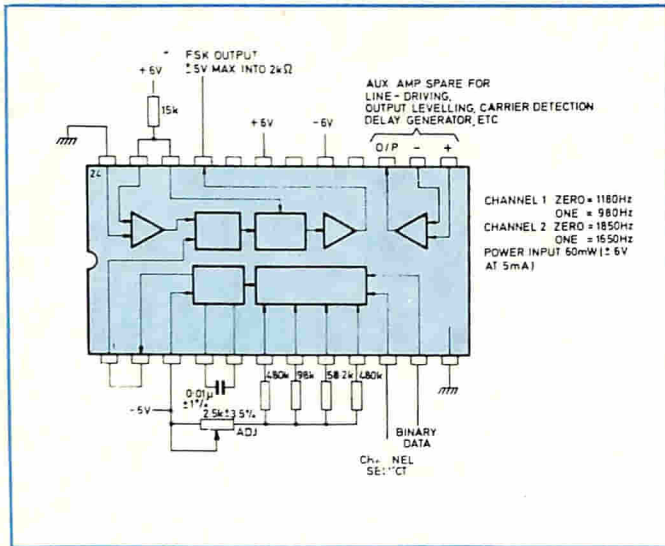 FSK OUTPUT
+6V ±5V MAX INTO 2kΩ
15k
+6V
-6V
AUX AMP SPARE FOR
LINE-DRIVING,
OUTPUT LEVELLING, CARRIER DETECTION
DELAY GENERATOR, ETC
O/P - +
24
CHANNEL 1 ZERO = 1180Hz
ONE = 980Hz
CHANNEL 2 ZERO = 1850Hz
ONE = 1650Hz
POWER INPUT 60mW (±6V
AT 5mA)
480k 98k 58·2k 480k
0·01µ
±1%
-5V
2.5k±3.5%
ADJ
BINARY
DATA
SELECT